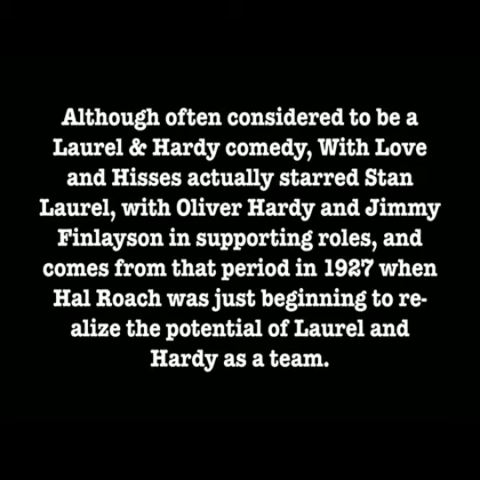 Although often considered to be a
Laurel & Hardy comedy, With Love
and Hisses actually starred Stan
Laurel, with Oliver Hardy and Jimmy
Finlayson in supporting roles, and
comes from that period in 1927 when
Hal Roach was just beginning to re-
alize the potential of Laurel and
Hardy as a team.